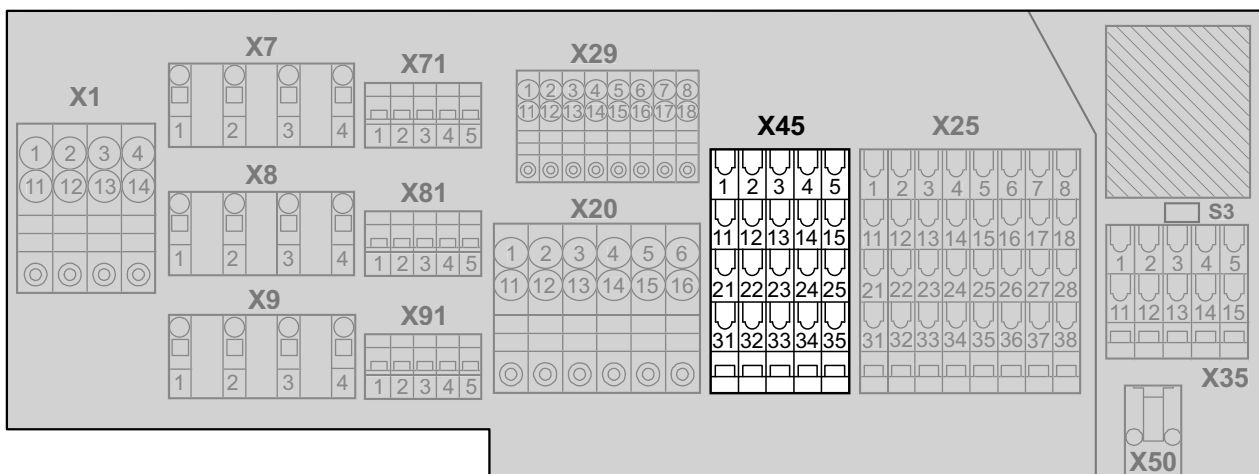 X1
1 2 3 4
11 12 13 14
X7
1 2 3 4
X8
1 2 3 4
X9
1 2 3 4
X71
1 2 3 4 5
X81
1 2 3 4 5
X91
1 2 3 4 5
X29
1 2 3 4 5 6 7 8
11 12 13 14 15 16 17 18
X20
1 2 3 4 5 6
11 12 13 14 15 16
X45
1 2 3 4 5
11 12 13 14 15
21 22 23 24 25
31 32 33 34 35
X25
1 2 3 4 5 6 7 8
11 12 13 14 15 16 17 18
21 22 23 24 25 26 27 28
31 32 33 34 35 36 37 38
S3
1 2 3 4 5
11 12 13 14 15
X35
X50